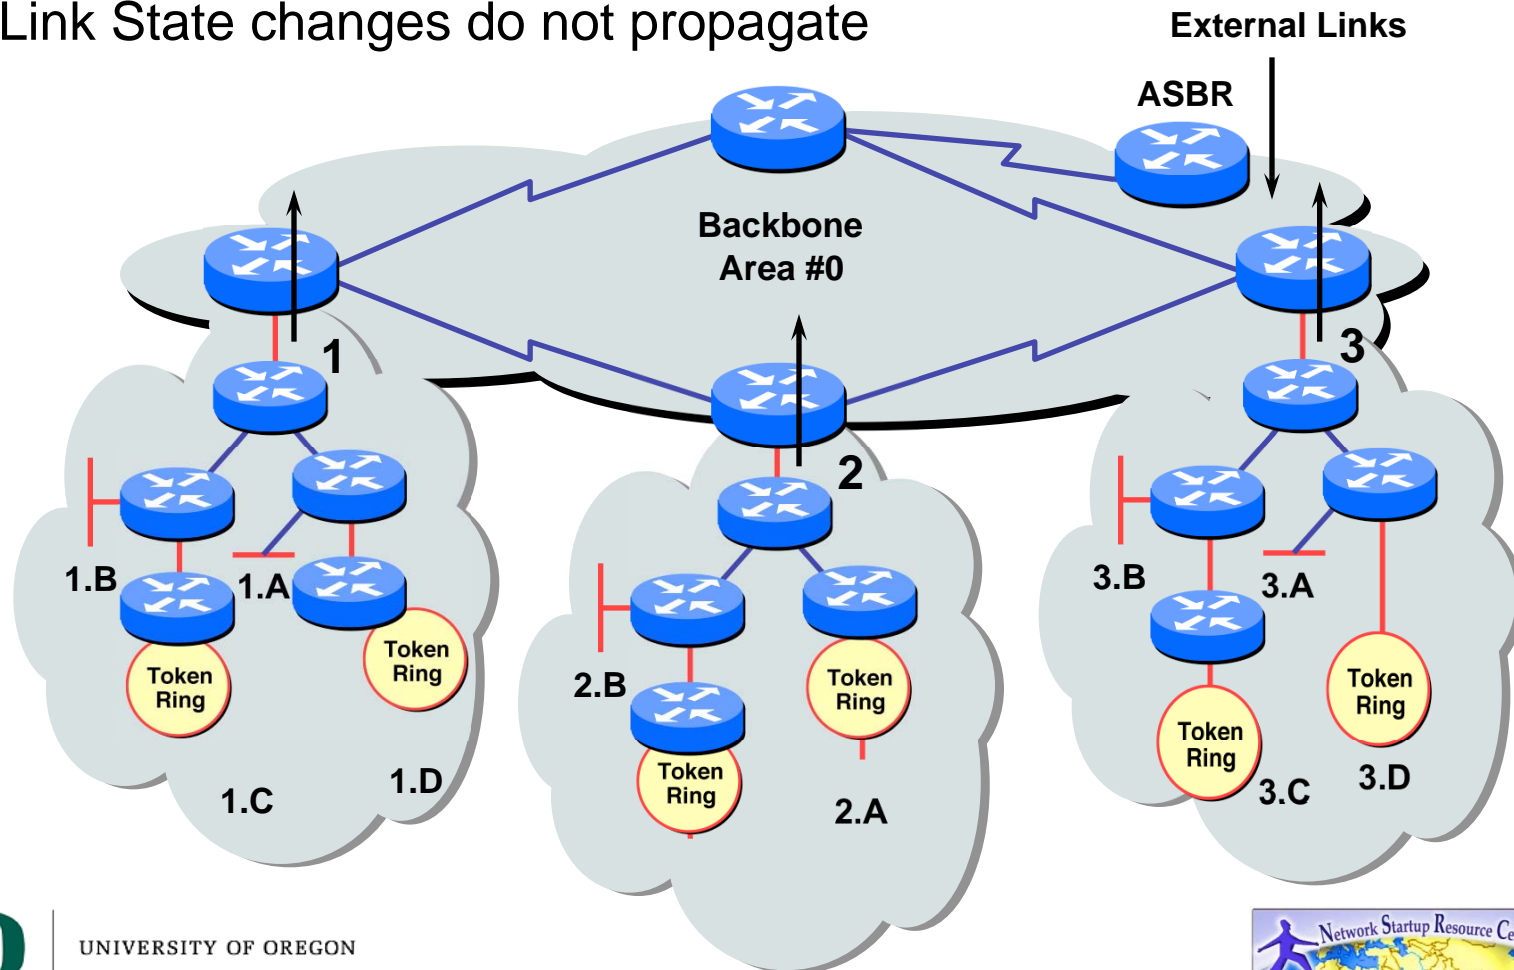 Link State changes do not propagate
External Links
ASBR
Backbone
Area #0
1
3
2
1.B
1.A
Token
Ring
Token
Ring
1.C
1.D
2.B
Token
Ring
Token
Ring
2.A
3.B
3.A
Token
Ring
Token
Ring
3.C
3.D
UNIVERSITY OF OREGON
Network Startup Resource Ce